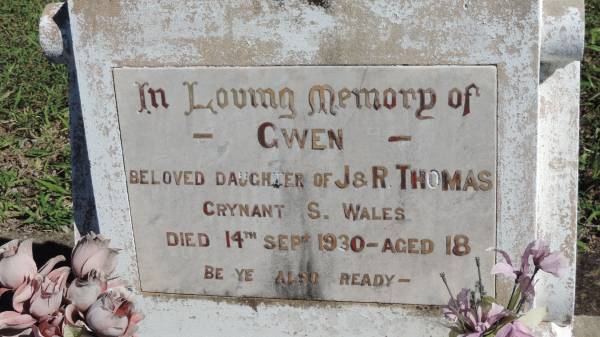 In Loving Memory of
– GWEN –
BELOVED DAUGHTER OF J & R. THOMAS
CRYNANT S. WALES
DIED 14TH SEPT 1930 – AGED 18
BE YE ALSO READY –